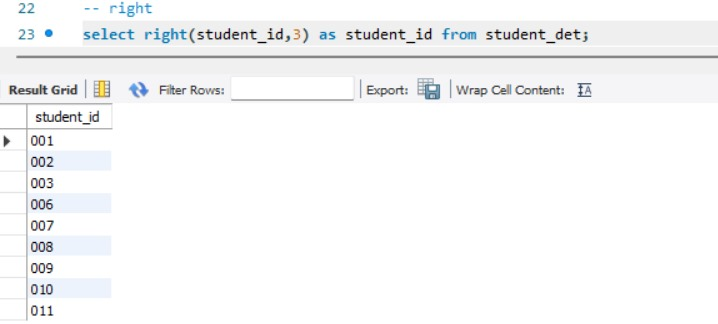 22 -- right
23 select right(student_id,3) as student_id from student_det;
Result Grid Filter Rows: Export: Wrap Cell Content: IA
student_id
001
002
003
006
007
008
009
010
011